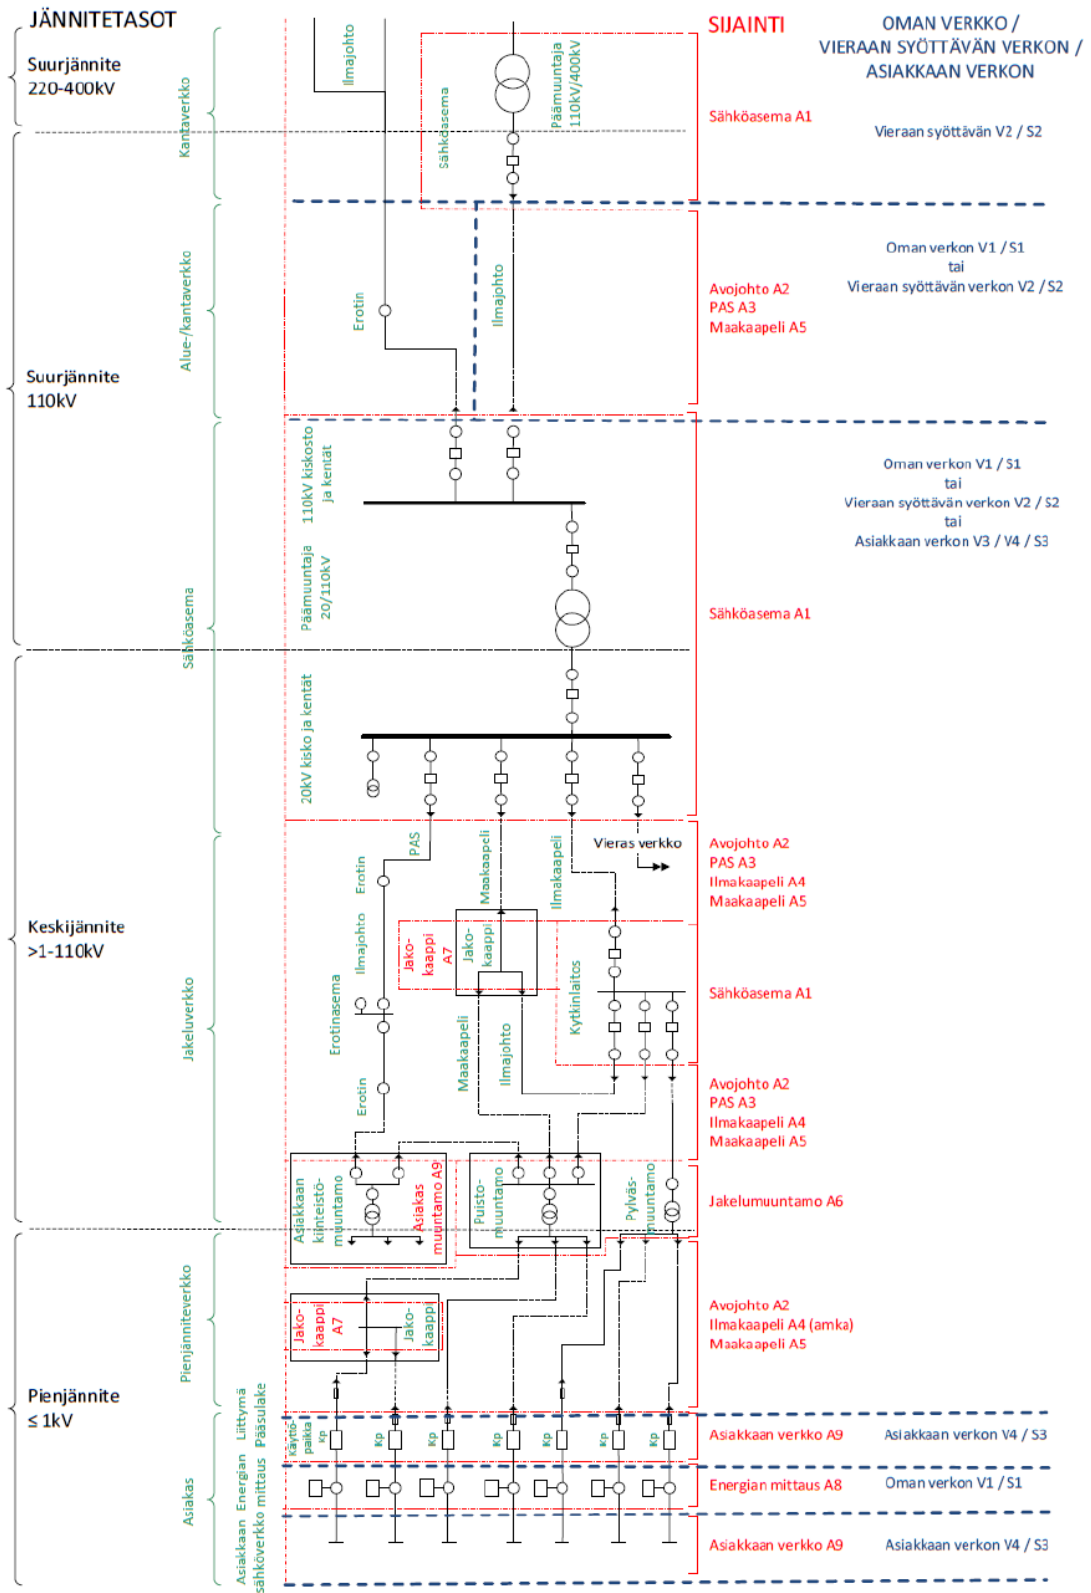 JÄNNITETASOT
SIJAINTI
OMAN VERKKO /
VIERAAN SYÖTTÄVÄN VERKON /
ASIAKKAAN VERKON
Suurjännite
220-400kV
Kantaverkko
Ilmajohto
Sähköasema
Päämuuntaja
110kV/400kV
Sähköasema A1
Vieraan syöttävän V2 / S2
Suurjännite
110kV
Alue-/kantaverkko
Erotin
Ilmajohto
Avojohto A2
PAS A3
Maakaapeli A5
Oman verkon V1 / S1
tai
Vieraan syöttävän verkon V2 / S2
Sähköasema
110kV kiskosto
ja kentät
Päämuuntaja
20/110kV
20kV kisko ja kentät
Sähköasema A1
Oman verkon V1 / S1
tai
Vieraan syöttävän verkon V2 / S2
tai
Asiakkaan verkon V3 / V4 / S3
Keskijännite
>1-110kV
Jakeluverkko
PAS
Erotin
Ilmajohto
Erotinasema
Erotin
Maakaapeli
Ilmakaapeli
Vieras verkko
Avojohto A2
PAS A3
Ilmakaapeli A4
Maakaapeli A5
Jako-
kaappi
A7
Jako-
kaappi
Kytkinlaitos
Sähköasema A1
Maakaapeli
Ilmajohto
Avojohto A2
PAS A3
Ilmakaapeli A4
Maakaapeli A5
Asiakkaan
kiinteistö-
muuntamo
Asiakas
muuntamo A9
Puisto-
muuntamo
Pylväs-
muuntamo
Jakelumuuntamo A6
Pienjännite
≤ 1kV
Pienjänniteverkko
Jako-
kaappi
A7
Jako-
kaappi
Avojohto A2
Ilmakaapeli A4 (amka)
Maakaapeli A5
Asiakas
Liittymä
Pääsulake
Käyttö-
paikka
Kp
Kp
Kp
Kp
Kp
Kp
Asiakkaan verkko A9
Asiakkaan verkon V4 / S3
Energian
mittaus
Energian mittaus A8
Oman verkon V1 / S1
Asiakkaan
sähköverkko
Asiakkaan verkko A9
Asiakkaan verkon V4 / S3